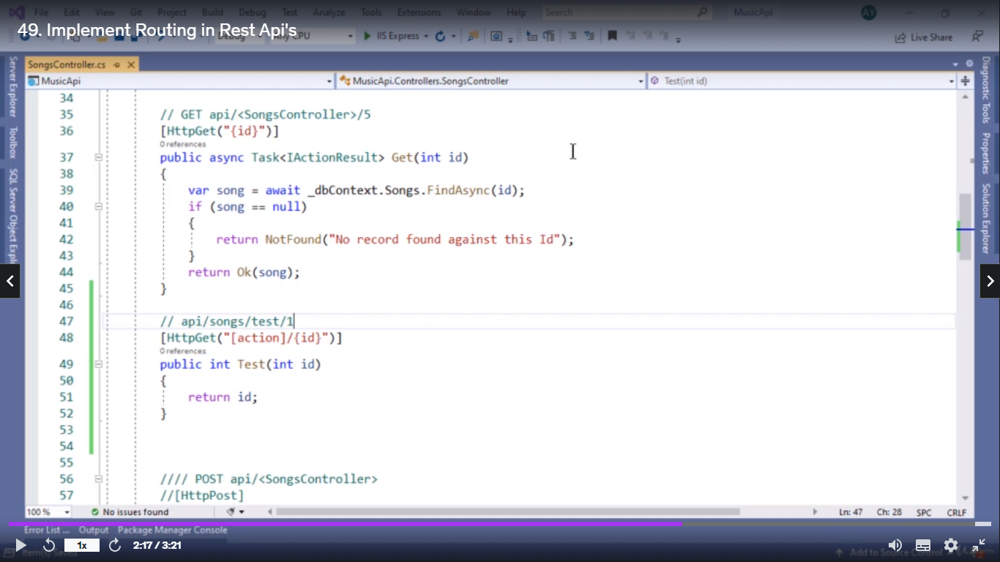 File Edit View Git Project Build Debug Test Analyze Tools Extensions Window Help Search MusicApi AV
49. Implement Routing in Rest Api's
Debug CPU IIS Express Live Share
SongsController.cs
MusicApi MusicApi.Controllers.SongsController Test(int id)
Server Explorer
Toolbox
SQL Server Object Expl
Diagnostic Tools
Properties
Solution Explorer
34
35 // GET api/<SongsController>/5
36 [HttpGet("{id}")]
0 references
37 public async Task<IActionResult> Get(int id)
38 {
39 var song = await _dbContext.Songs.FindAsync(id);
40 if (song == null)
41 {
42 return NotFound("No record found against this Id");
43 }
44 return Ok(song);
45 }
46
47 // api/songs/test/1
48 [HttpGet("[action]/{id}")]
0 references
49 public int Test(int id)
50 {
51 return id;
52 }
53
54
55
56 //// POST api/<SongsController>
57 //[HttpPost]
100 % No issues found Ln: 47 Ch: 28 SPC CRLF
Error List ... Output Package Manager Console
1x 2:17 / 3:21
Item(s) Saved Add to Source Control